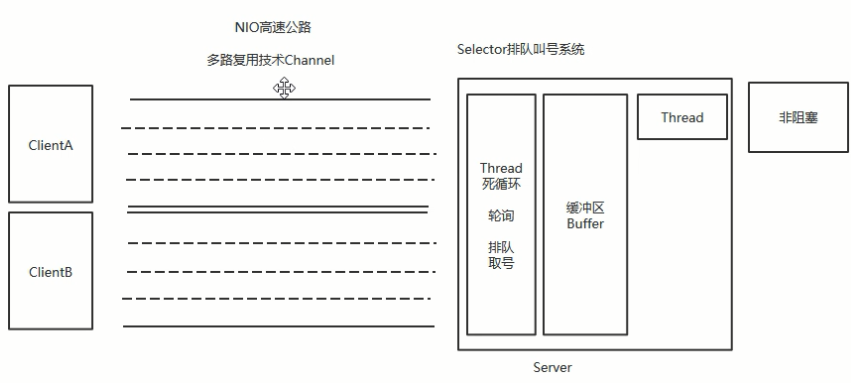 NIO高速公路
多路复用技术Channel
Selector排队叫号系统
ClientA
ClientB
Thread
死循环
轮询
排队
取号
缓冲区
Buffer
Thread
非阻塞
Server